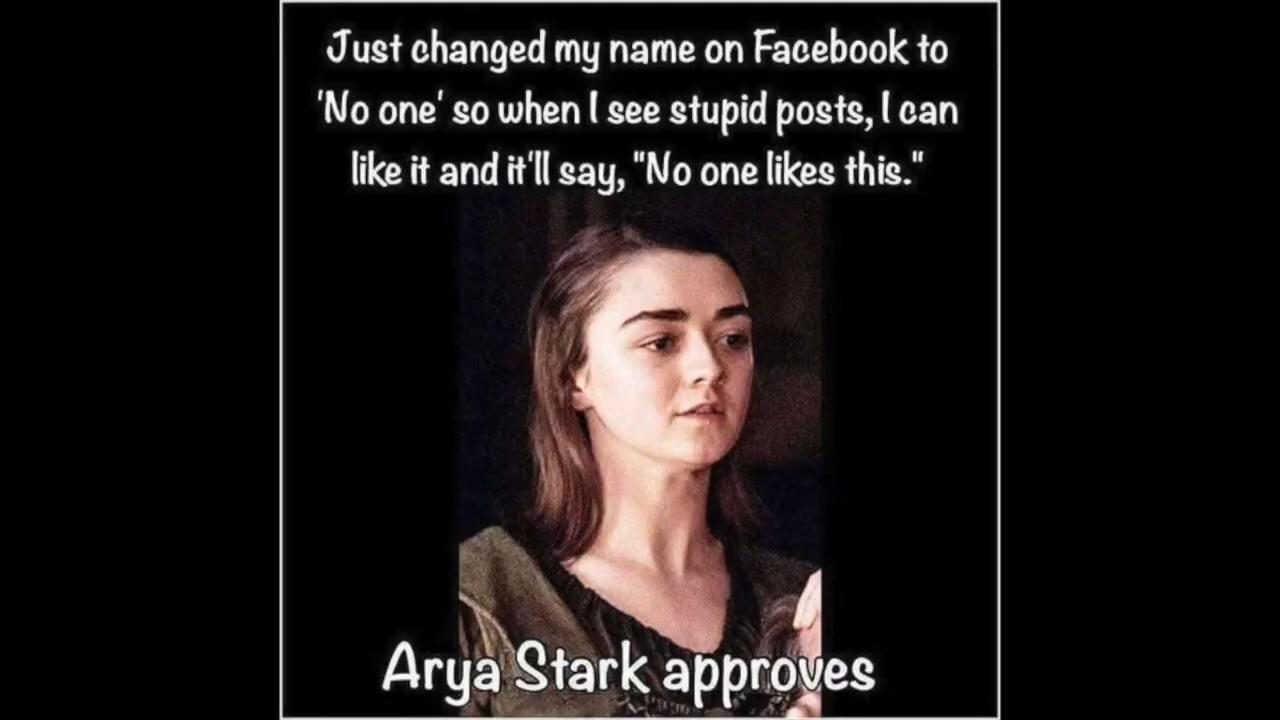 Just changed my name on Facebook to
'No one' so when I see stupid posts, I can
like it and it'll say, "No one likes this."
Arya Stark approves